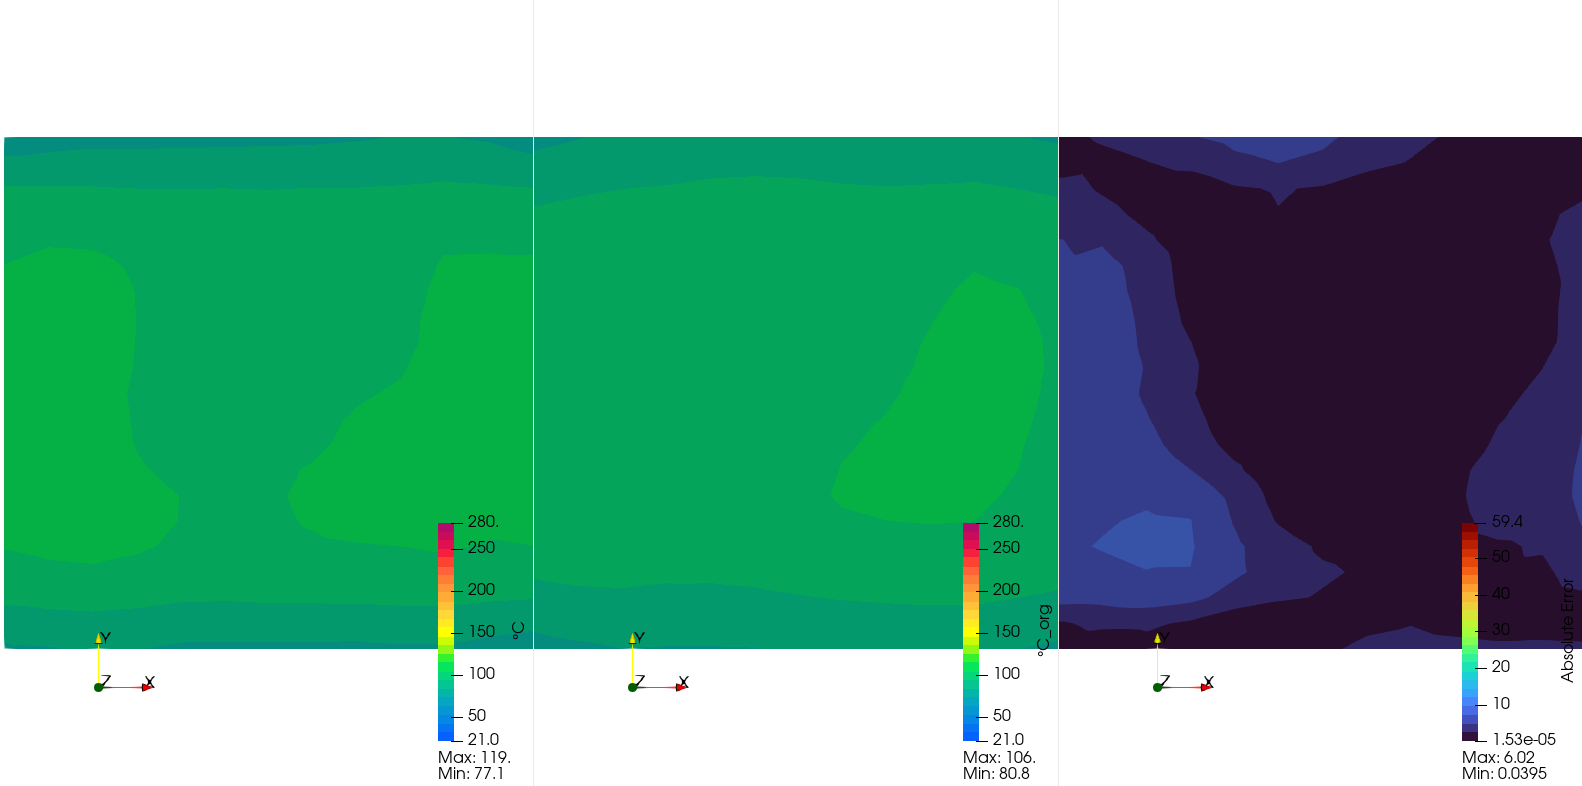 Y
Z
X
280.
250
200
150
100
50
21.0
°C
Max: 119.
Min: 77.1
Y
Z
X
280.
250
200
150
100
50
21.0
°C_org
Max: 106.
Min: 80.8
Y
Z
X
59.4
50
40
30
20
10
1.53e-05
Absolute Error
Max: 6.02
Min: 0.0395